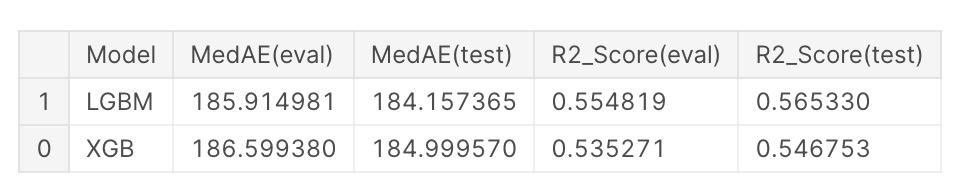 Model MedAE(eval) MedAE(test) R2_Score(eval) R2_Score(test)
1 LGBM 185.914981 184.157365 0.554819 0.565330
0 XGB 186.599380 184.999570 0.535271 0.546753